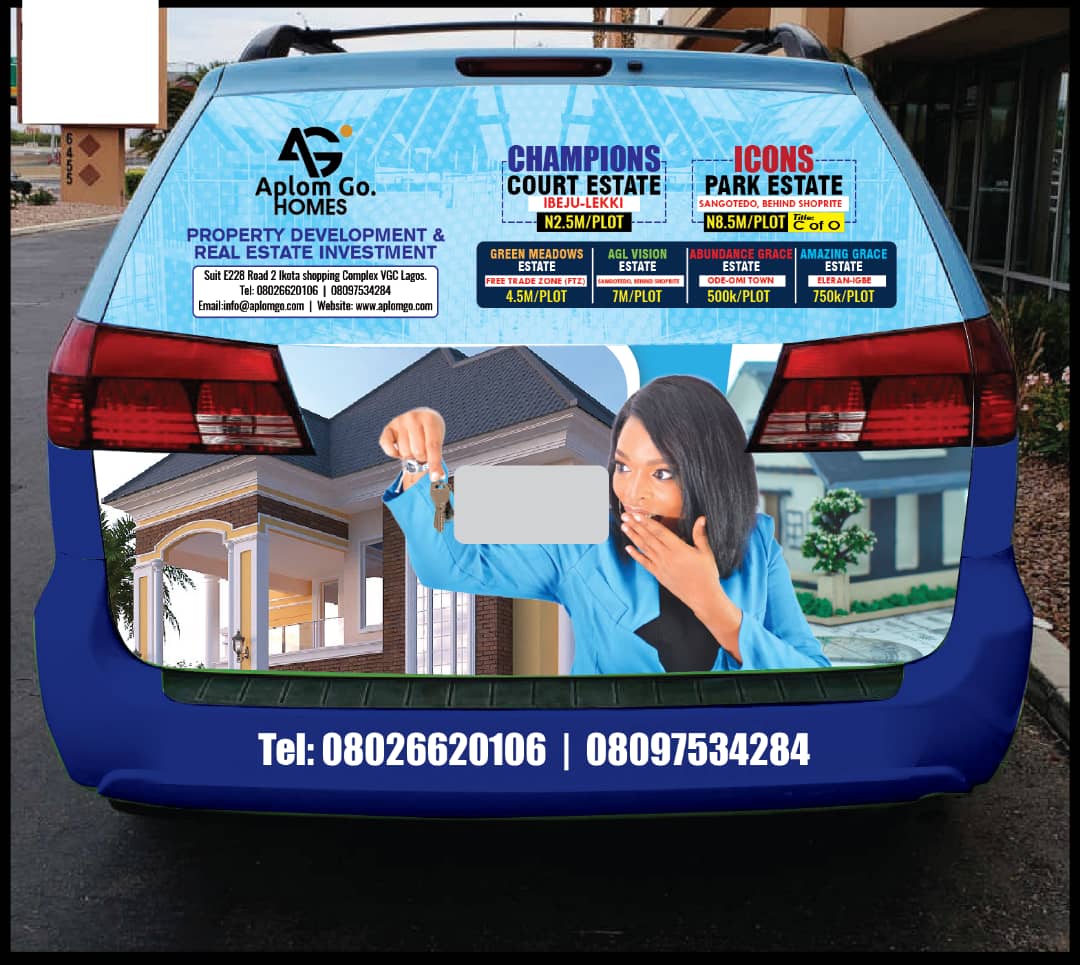 6455
AG
Aplom Go.
HOMES
PROPERTY DEVELOPMENT &
REAL ESTATE INVESTMENT
Suit E228 Road 2 Ikota shopping Complex VGC Lagos.
Tel: 08026620106 | 08097534284
Email:info@aplomgo.com | Website: www.aplomgo.com
CHAMPIONS
COURT ESTATE
IBEJU-LEKKI
N2.5M/PLOT
ICONS
PARK ESTATE
SANGOTEDO, BEHIND SHOPRITE
N8.5M/PLOT Title: C of O
GREEN MEADOWS
ESTATE
FREE TRADE ZONE (FTZ)
4.5M/PLOT
AGL VISION
ESTATE
SANGOTEDO, BEHIND SHOPRITE
7M/PLOT
ABUNDANCE GRACE
ESTATE
ODE-OMI TOWN
500k/PLOT
AMAZING GRACE
ESTATE
ELERAN-IGBE
750k/PLOT
Tel: 08026620106 | 08097534284